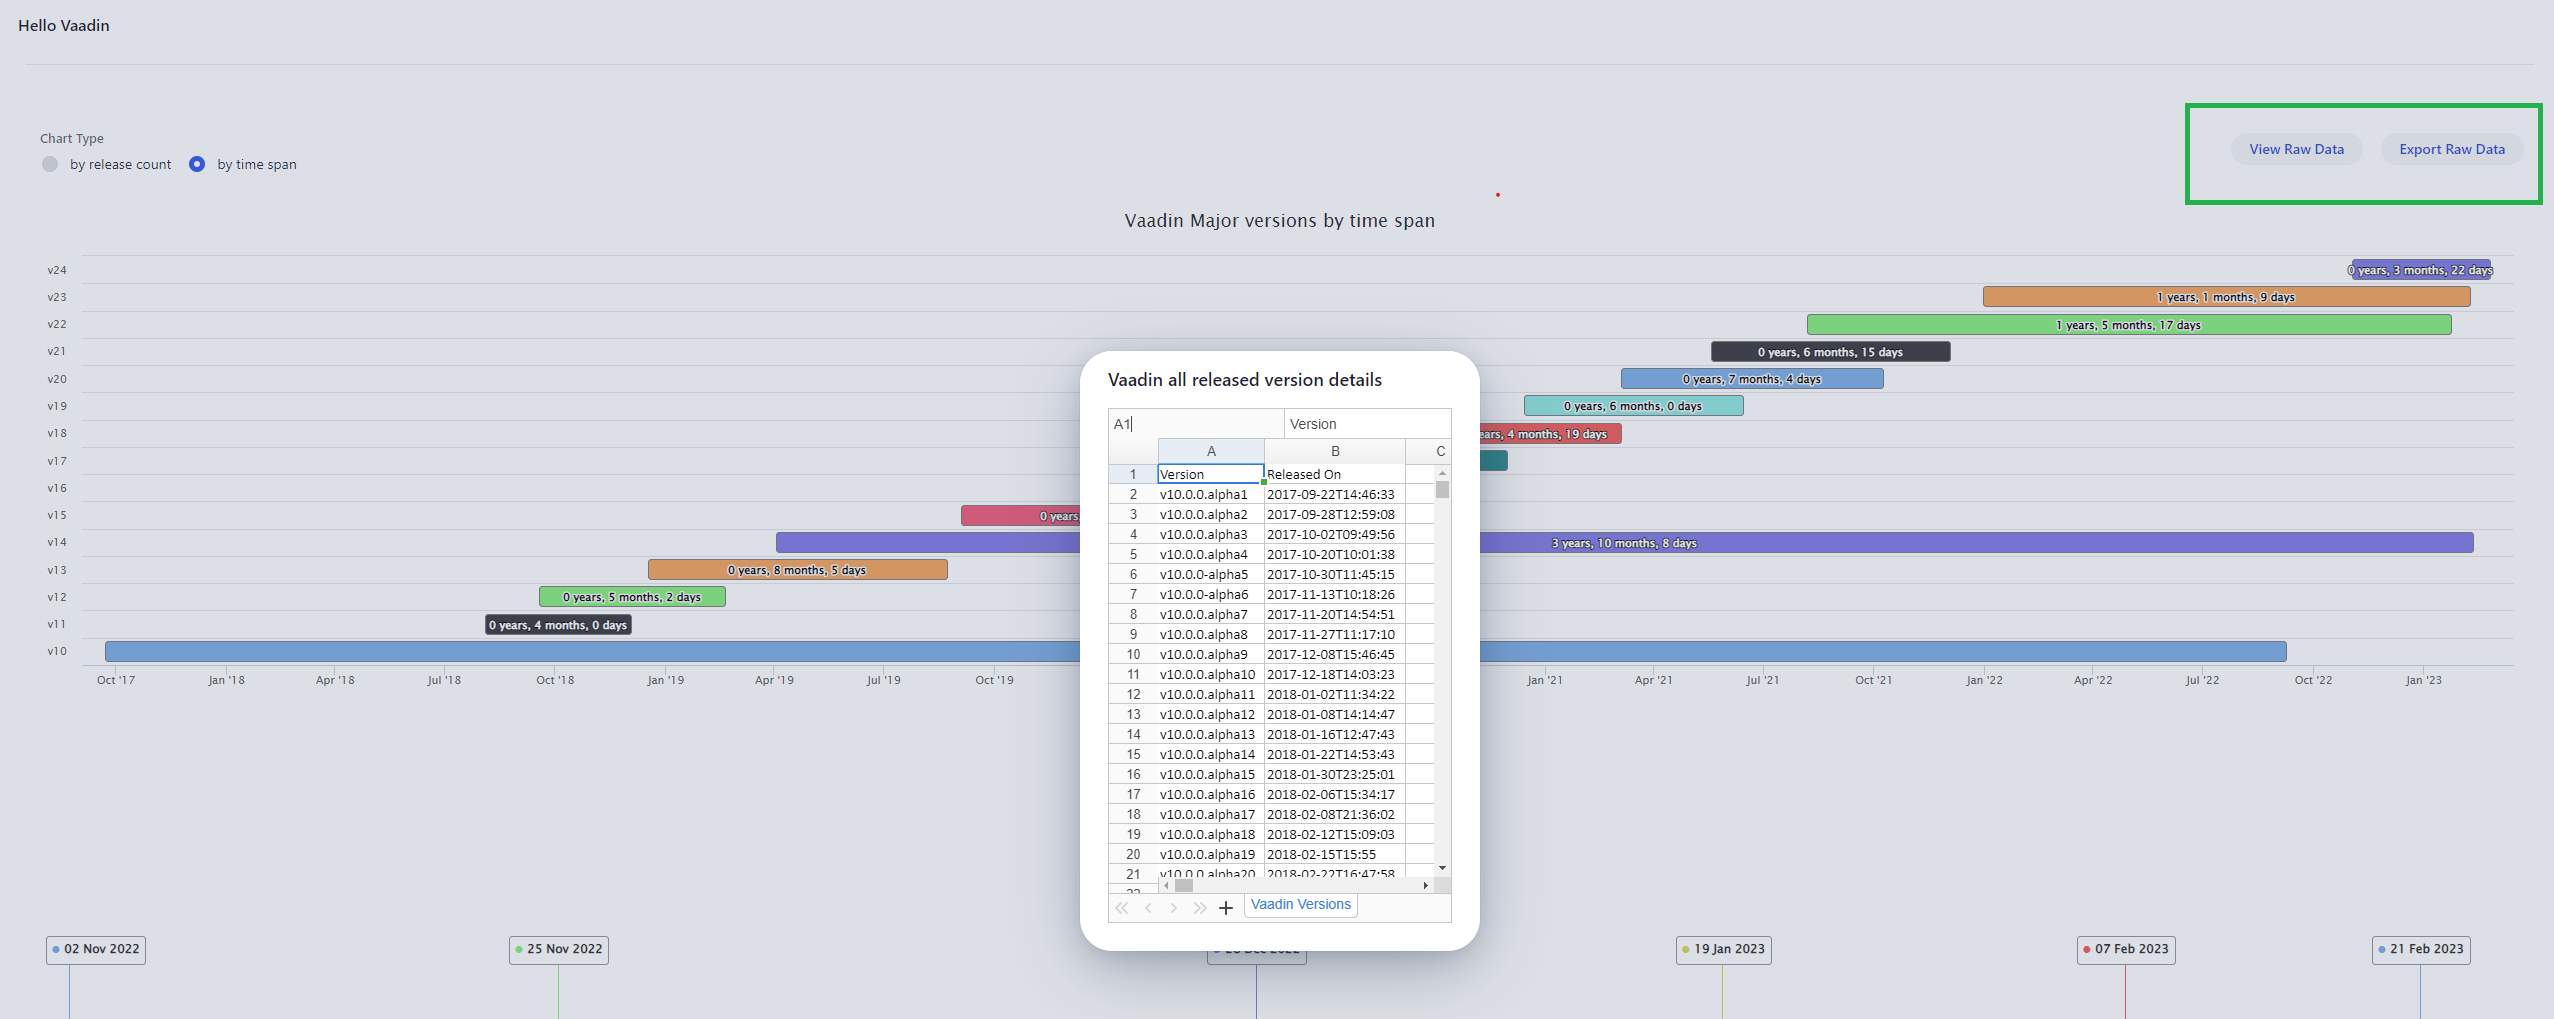 Hello Vaadin
Chart Type
by release count
by time span
View Raw Data
Export Raw Data
Vaadin Major versions by time span
v24
0 years, 3 months, 22 days
v23
1 years, 1 months, 9 days
v22
1 years, 5 months, 17 days
v21
0 years, 6 months, 15 days
v20
0 years, 7 months, 4 days
v19
0 years, 6 months, 0 days
v18
4 months, 19 days
v17
v16
v15
0 years,
v14
3 years, 10 months, 8 days
v13
0 years, 8 months, 5 days
v12
0 years, 5 months, 2 days
v11
0 years, 4 months, 0 days
v10
Oct '17 Jan '18 Apr '18 Jul '18 Oct '18 Jan '19 Apr '19 Jul '19 Oct '19 Jan '21 Apr '21 Jul '21 Oct '21 Jan '22 Apr '22 Jul '22 Oct '22 Jan '23
Vaadin all released version details
A1 Version
A B C
1 Version Released On
2 v10.0.0.alpha1 2017-09-22T14:46:33
3 v10.0.0.alpha2 2017-09-28T12:59:08
4 v10.0.0.alpha3 2017-10-02T09:49:56
5 v10.0.0.alpha4 2017-10-20T10:01:38
6 v10.0.0-alpha5 2017-10-30T11:45:15
7 v10.0.0-alpha6 2017-11-13T10:18:26
8 v10.0.0.alpha7 2017-11-20T14:54:51
9 v10.0.0.alpha8 2017-11-27T11:17:10
10 v10.0.0.alpha9 2017-12-08T15:46:45
11 v10.0.0.alpha10 2017-12-18T14:03:23
12 v10.0.0.alpha11 2018-01-02T11:34:22
13 v10.0.0.alpha12 2018-01-08T14:14:47
14 v10.0.0.alpha13 2018-01-16T12:47:43
15 v10.0.0.alpha14 2018-01-22T14:53:43
16 v10.0.0.alpha15 2018-01-30T23:25:01
17 v10.0.0.alpha16 2018-02-06T15:34:17
18 v10.0.0.alpha17 2018-02-08T21:36:02
19 v10.0.0.alpha18 2018-02-12T15:09:03
20 v10.0.0.alpha19 2018-02-15T15:55
21 v10.0.0.alpha20 2018-02-22T16:47:58
Vaadin Versions
02 Nov 2022
25 Nov 2022
19 Jan 2023
07 Feb 2023
21 Feb 2023